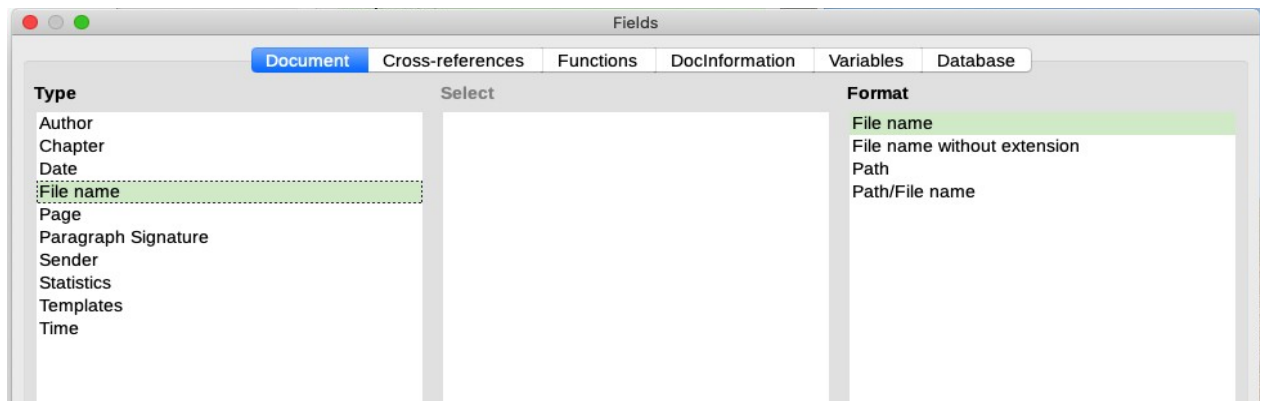 Fields
Document Cross-references Functions DocInformation Variables Database
Type
Author
Chapter
Date
File name
Page
Paragraph Signature
Sender
Statistics
Templates
Time
Select
Format
File name
File name without extension
Path
Path/File name